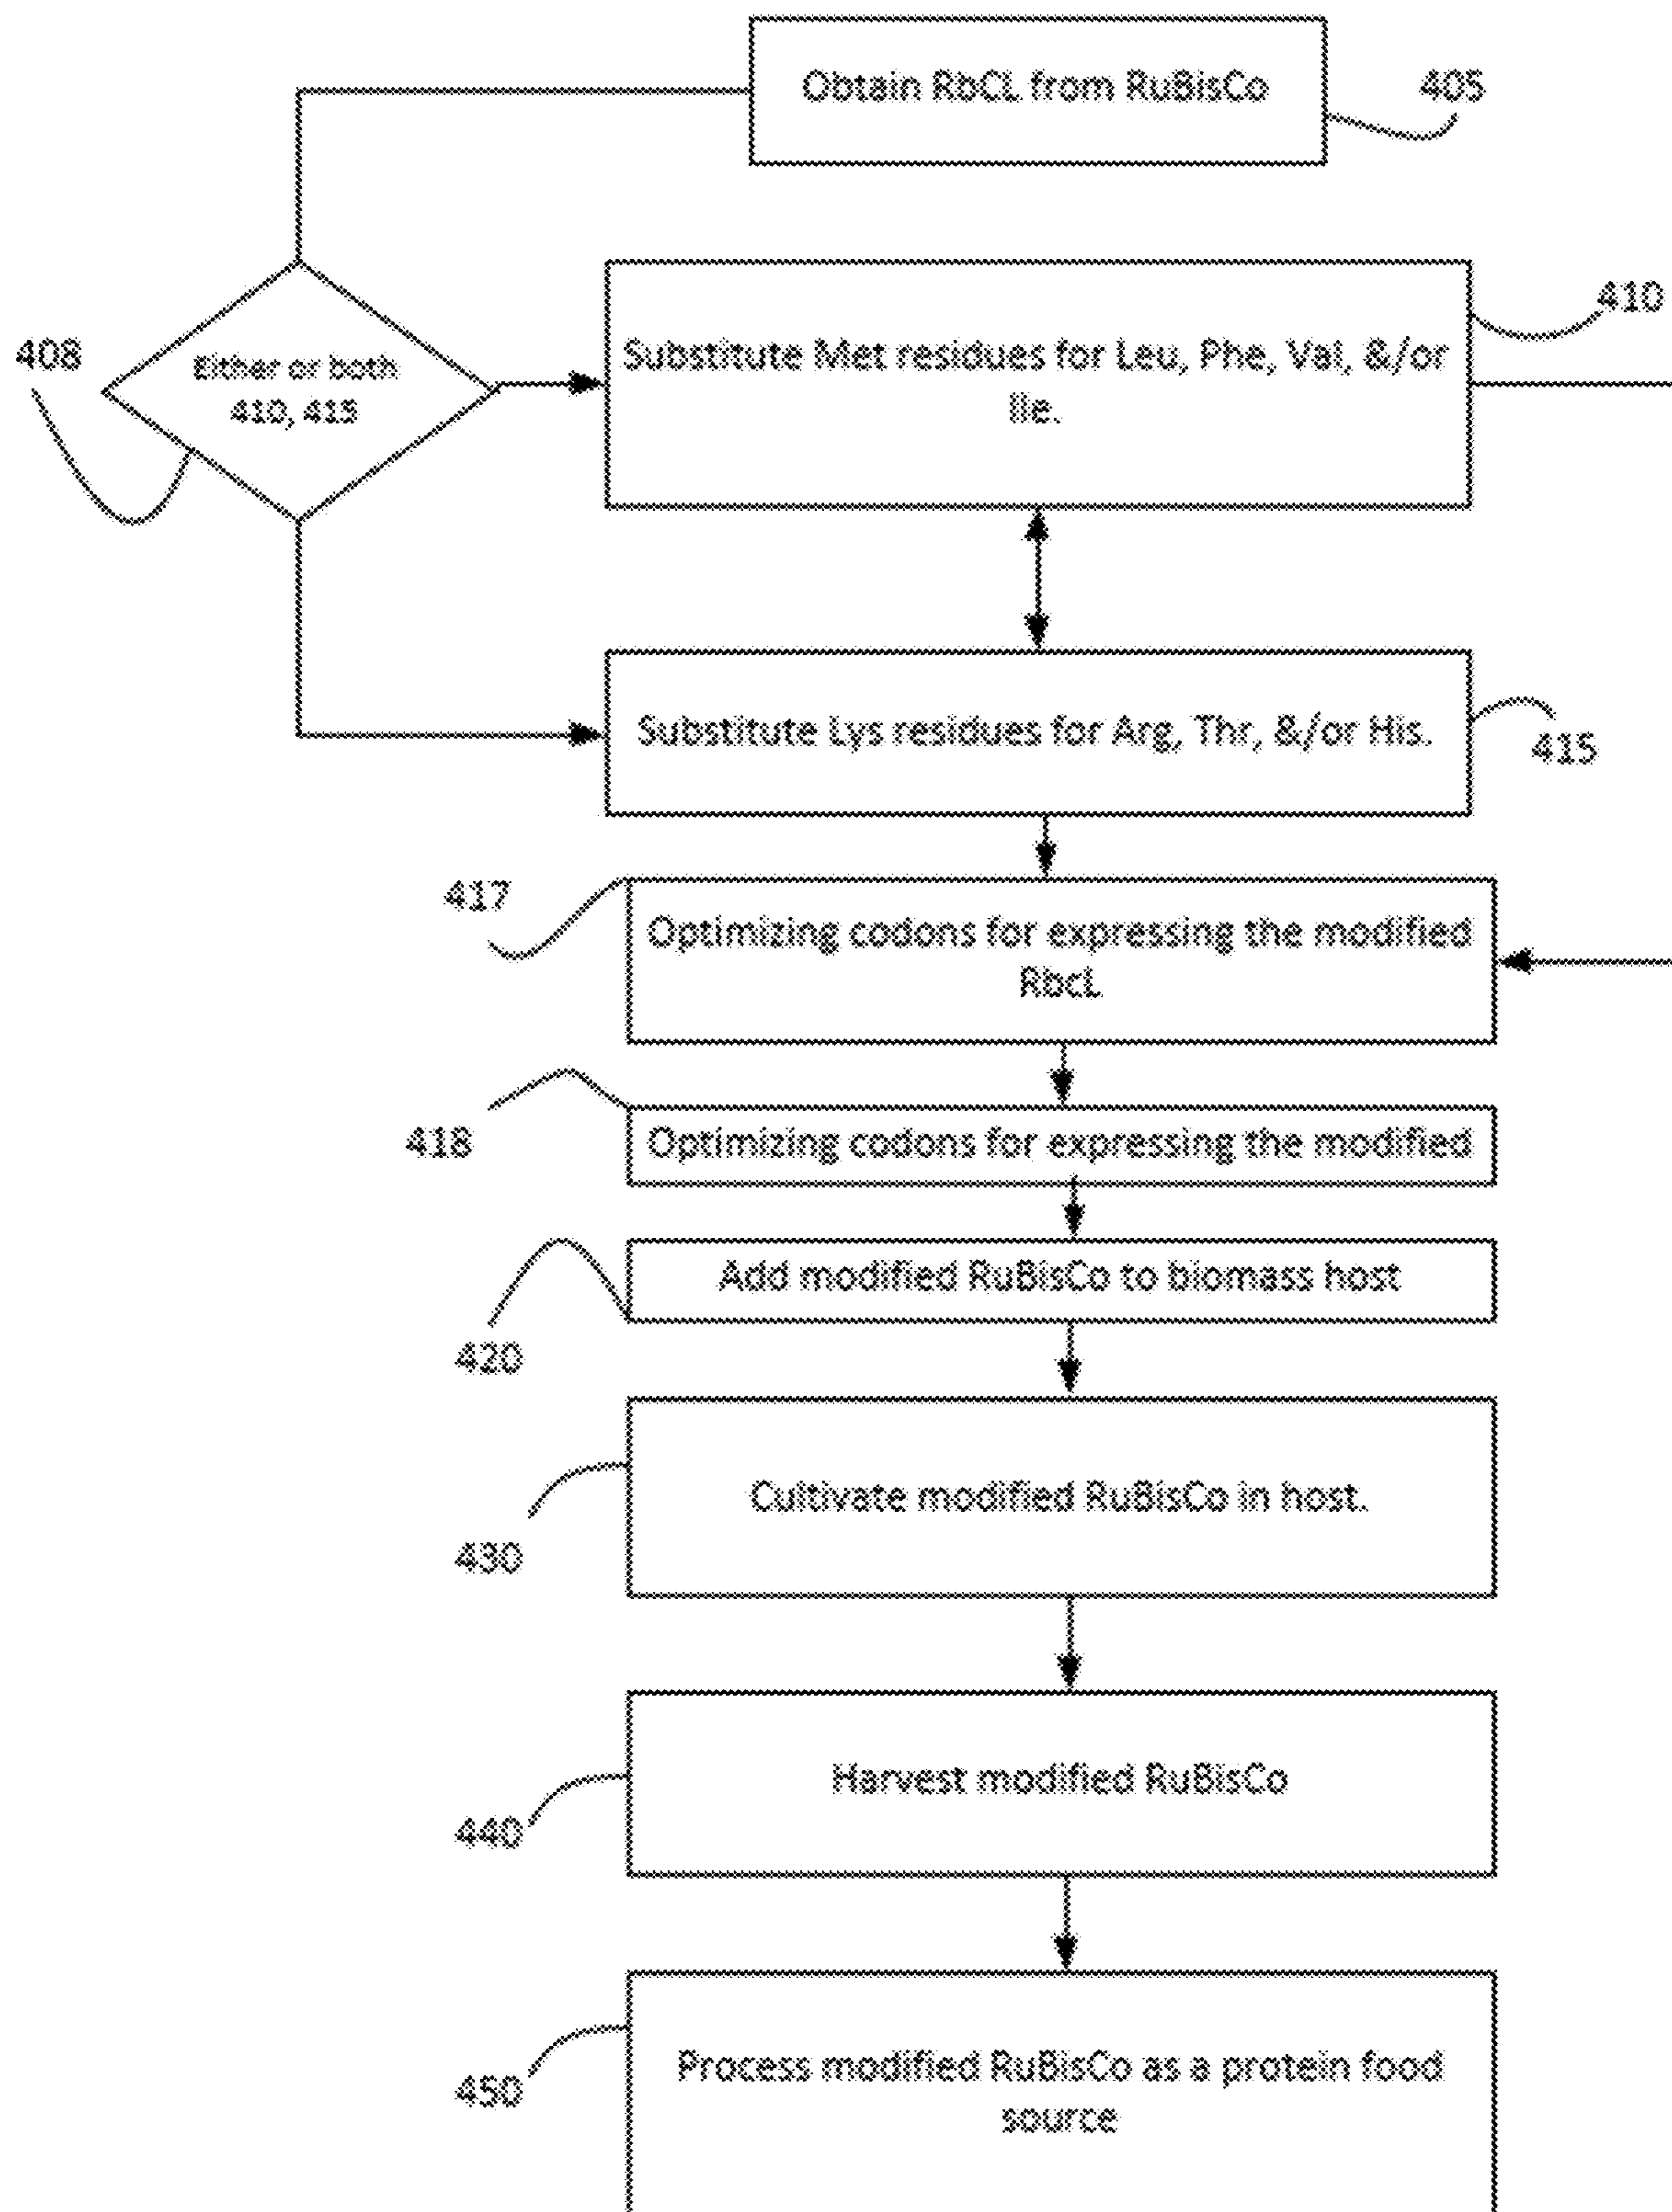 Obtain RbCL from RuBisCo
405
408
Either or both
410, 415
Substitute Met residues for Leu, Phe, Val, &/or
Ile.
410
Substitute Lys residues for Arg, Thr, &/or His.
415
417
Optimizing codons for expressing the modified
RbcL
418
Optimizing codons for expressing the modified
Add modified RuBisCo to biomass host
420
Cultivate modified RuBisCo in host.
430
Harvest modified RuBisCo
440
Process modified RuBisCo as a protein food
source
450